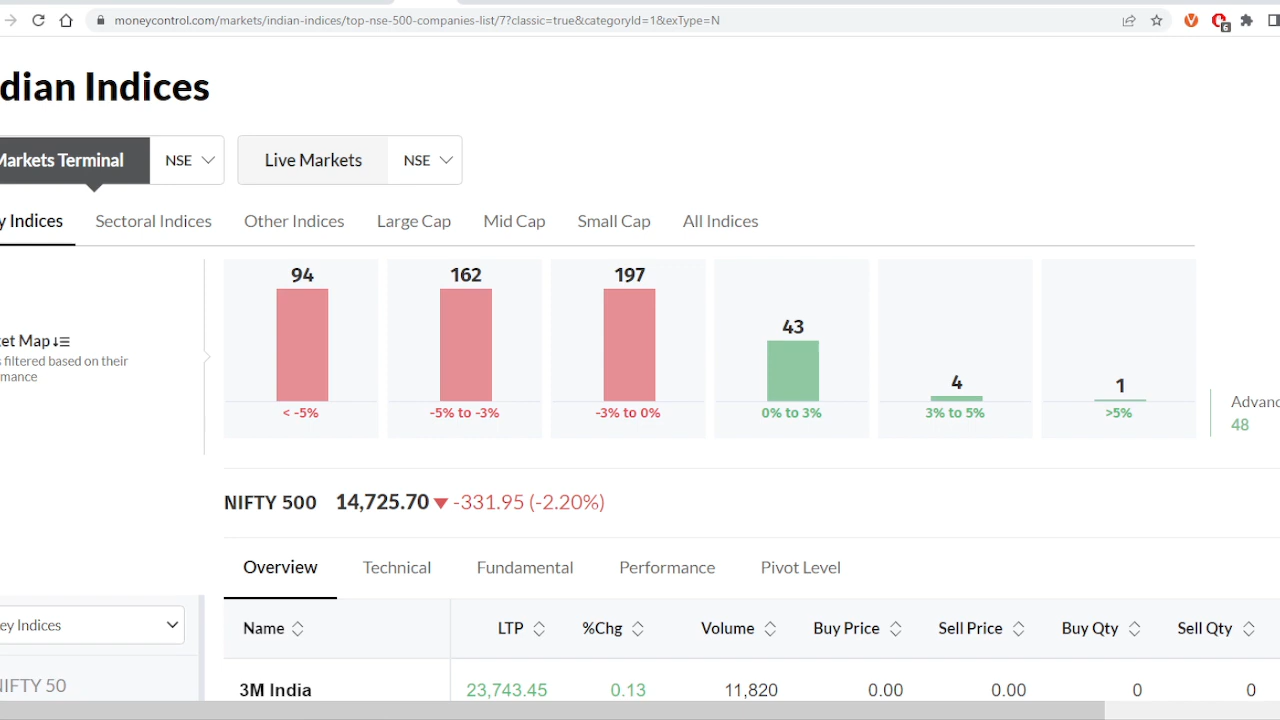 moneycontrol.com/markets/indian-indices/top-nse-500-companies-list/7?classic=true&categoryId=1&exType=N
6
dian Indices
Markets Terminal NSE Live Markets NSE
y Indices Sectoral Indices Other Indices Large Cap Mid Cap Small Cap All Indices
94 162 197 43 4 1
et Map
s filtered based on their
mance
< -5% -5% to -3% -3% to 0% 0% to 3% 3% to 5% >5%
Advanc
48
NIFTY 500 14,725.70 -331.95 (-2.20%)
Overview Technical Fundamental Performance Pivot Level
ey Indices
Name LTP %Chg Volume Buy Price Sell Price Buy Qty Sell Qty
NIFTY 50
3M India 23,743.45 0.13 11,820 0.00 0.00 0 0